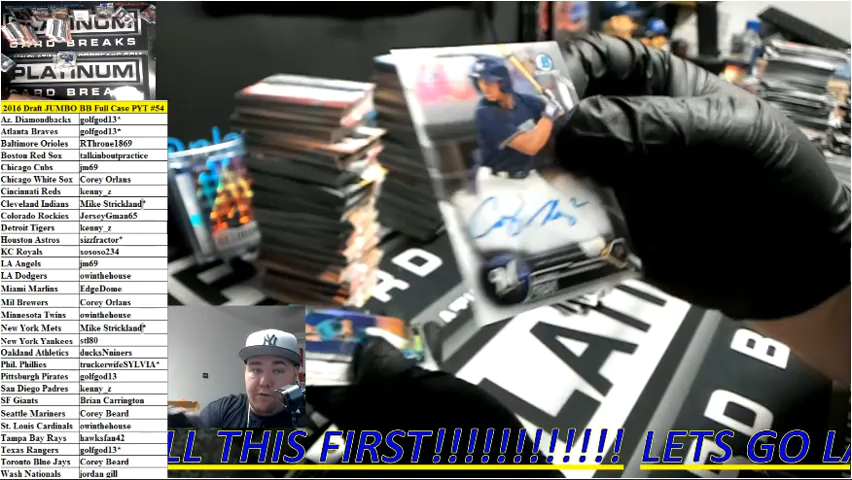 PLATINUM
CARD BREAKS
PLATINUM
CARD BREAKS
2016 Draft JUMBO BB Full Case PYT #54
Az. Diamondbacks golfgod13*
Atlanta Braves golfgod13*
Baltimore Orioles RThrone1869
Boston Red Sox talkinboutpractice
Chicago Cubs jm69
Chicago White Sox Corey Orlans
Cincinnati Reds kenny_z
Cleveland Indians Mike Strickland*
Colorado Rockies JerseyGman65
Detroit Tigers kenny_z
Houston Astros sizzfractor*
KC Royals sososo234
LA Angels jm69
LA Dodgers owinthehouse
Miami Marlins EdgeDome
Mil Brewers Corey Orlans
Minnesota Twins owinthehouse
New York Mets Mike Strickland*
New York Yankees stl80
Oakland Athletics ducksNniners
Phil. Phillies truckerwifeSYLVIA*
Pittsburgh Pirates golfgod13
San Diego Padres kenny_z
SF Giants Brian Carrington
Seattle Mariners Corey Beard
St. Louis Cardinals owinthehouse
Tampa Bay Rays hawksfan42
Texas Rangers golfgod13*
Toronto Blue Jays Corey Beard
Wash Nationals jordan gill
LL THIS FIRST!!!!!!!!!!!! LETS GO LA